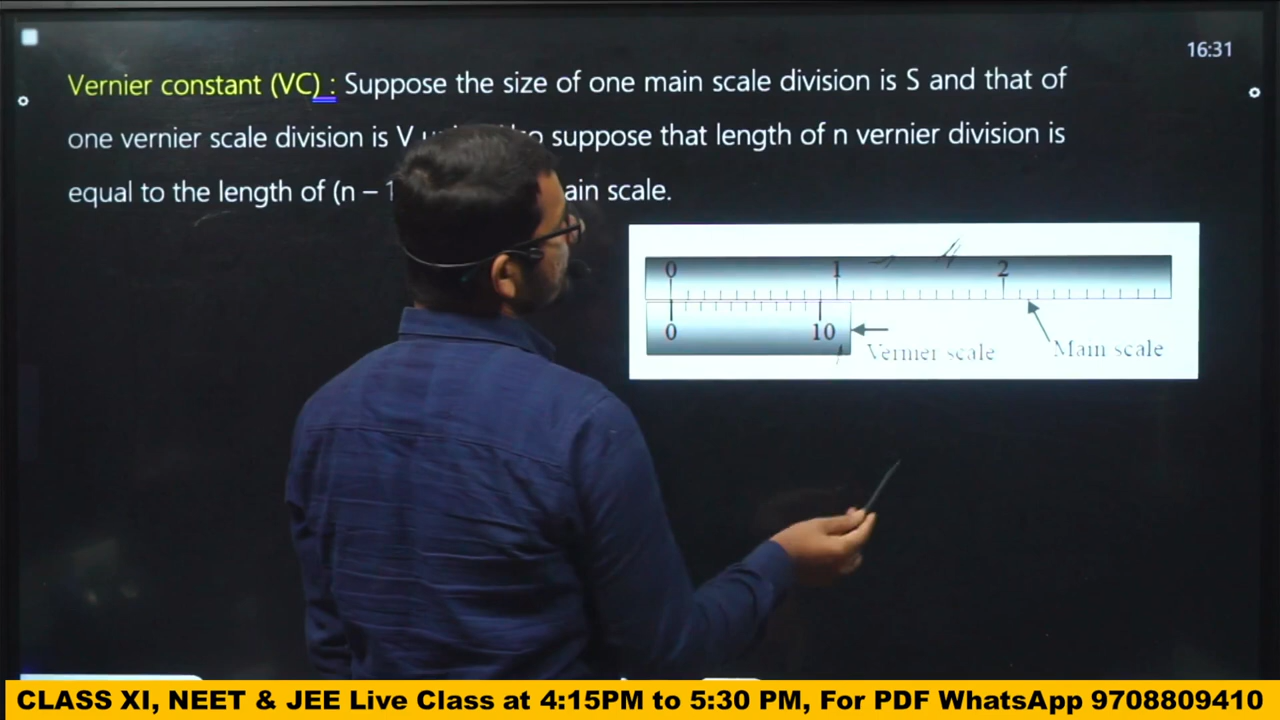 16:31
Vernier constant (VC) : Suppose the size of one main scale division is S and that of
one vernier scale division is V suppose that length of n vernier division is
equal to the length of (n – 1 scale.
0 1 2
0 10
Vernier scale
Main scale
CLASS XI, NEET & JEE Live Class at 4:15PM to 5:30 PM, For PDF WhatsApp 9708809410